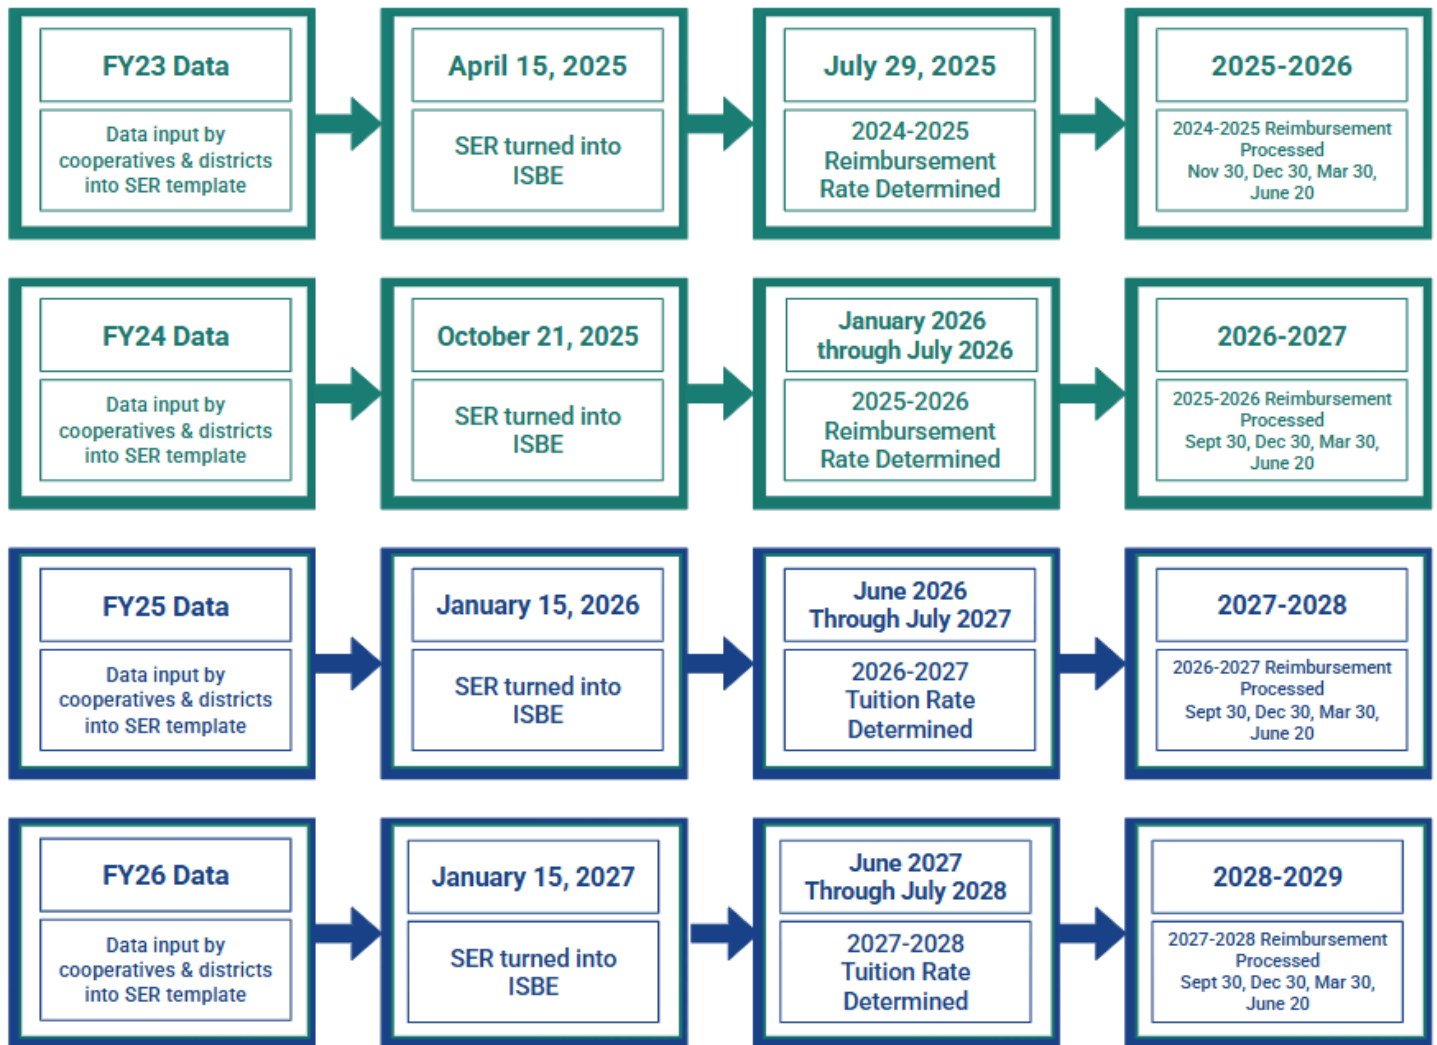 FY23 Data
Data input by
cooperatives & districts
into SER template
April 15, 2025
SER turned into
ISBE
July 29, 2025
2024-2025
Reimbursement
Rate Determined
2025-2026
2024-2025 Reimbursement
Processed
Nov 30, Dec 30, Mar 30,
June 20
FY24 Data
Data input by
cooperatives & districts
into SER template
October 21, 2025
SER turned into
ISBE
January 2026
through July 2026
2025-2026
Reimbursement
Rate Determined
2026-2027
2025-2026 Reimbursement
Processed
Sept 30, Dec 30, Mar 30,
June 20
FY25 Data
Data input by
cooperatives & districts
into SER template
January 15, 2026
SER turned into
ISBE
June 2026
Through July 2027
2026-2027
Tuition Rate
Determined
2027-2028
2026-2027 Reimbursement
Processed
Sept 30, Dec 30, Mar 30,
June 20
FY26 Data
Data input by
cooperatives & districts
into SER template
January 15, 2027
SER turned into
ISBE
June 2027
Through July 2028
2027-2028
Tuition Rate
Determined
2028-2029
2027-2028 Reimbursement
Processed
Sept 30, Dec 30, Mar 30,
June 20